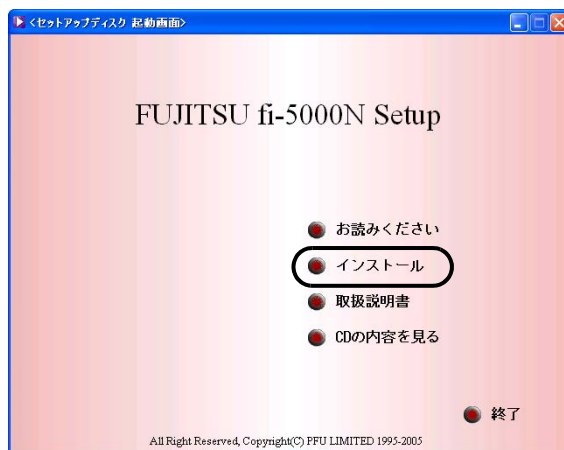 <セットアップディスク 起動画面>
FUJITSU fi-5000N Setup
お読みください
インストール
取扱説明書
CDの内容を見る
終了
All Right Reserved, Copyright(C) PFU LIMITED 1995-2005